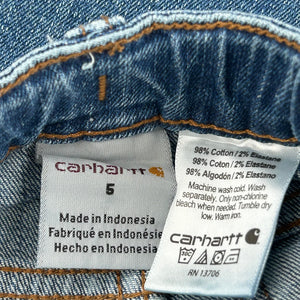 carhartt
5
Made in Indonesia
Fabriqué en Indonésie
Hecho en Indonesia
98% Cotton/2% Elastane
98% Coton/2% Elastane
98% Algodón/2% Elastano
Machine wash cold. Wash
separately. Only non-chlorine
bleach when needed. Tumble dry
low. Warm iron.
carhartt
RN 13706